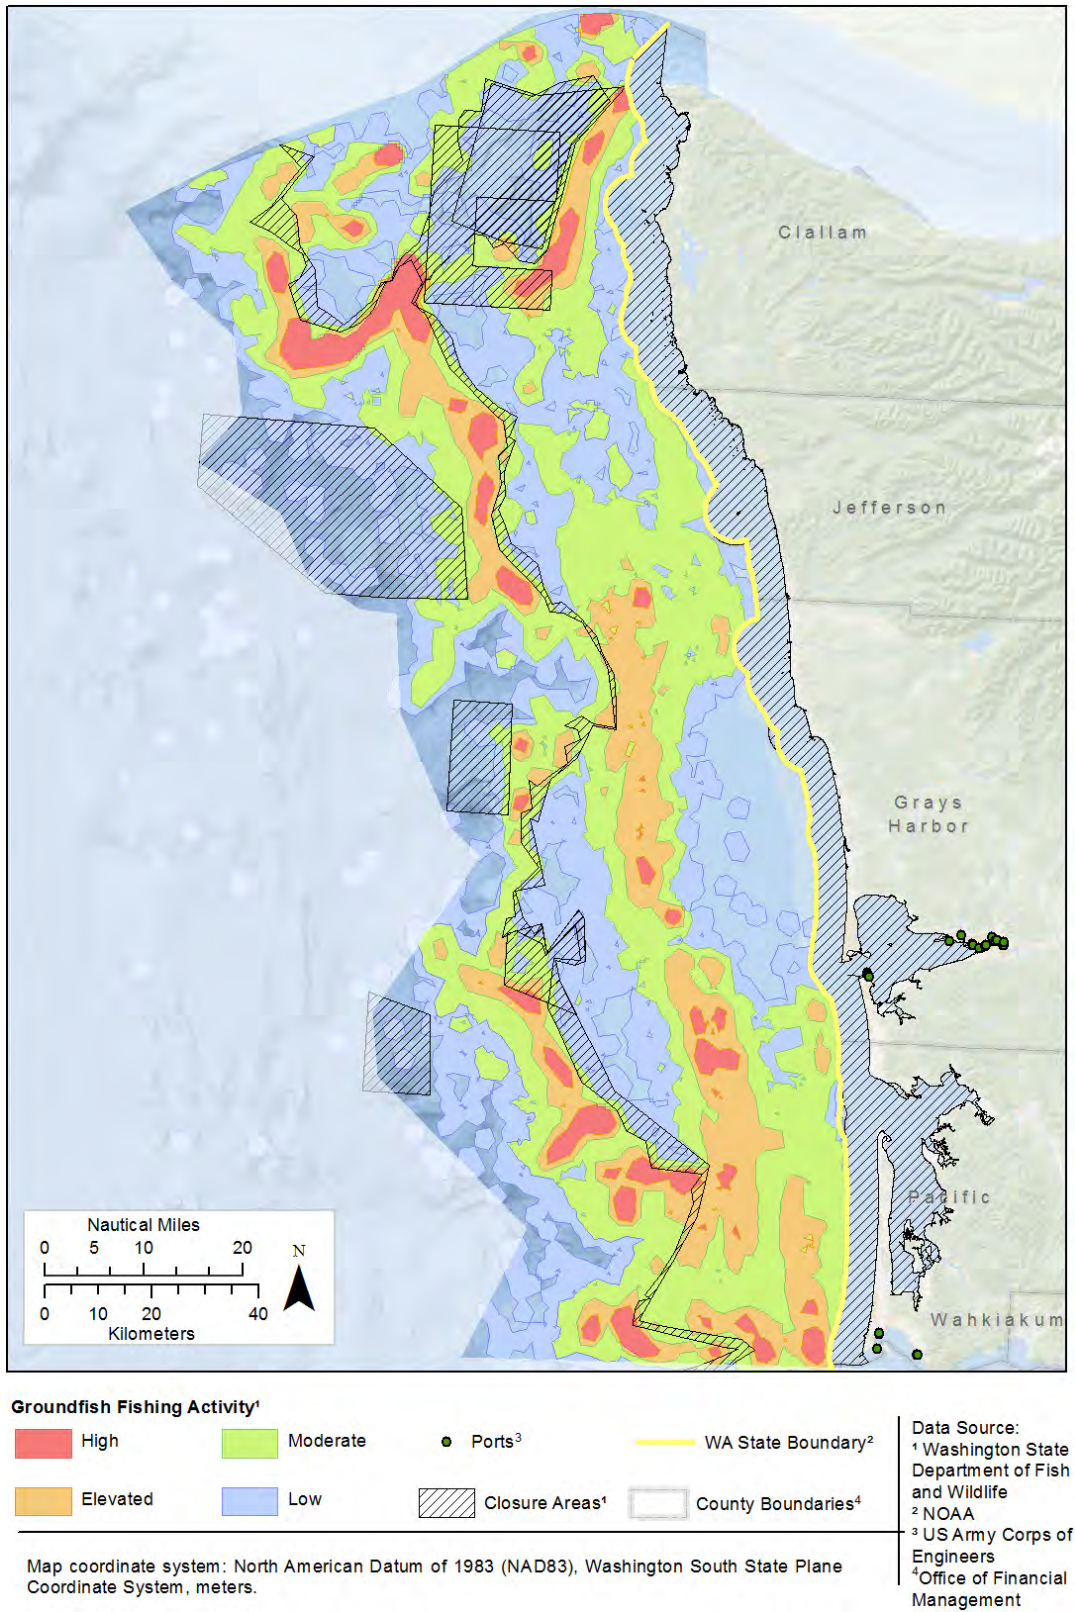 Clallam
Jefferson
Grays
Harbor
Pacific
Wahkiakum
Nautical Miles
0 5 10 20
N
0 10 20 40
Kilometers
Groundfish Fishing Activity¹
High
Moderate
Ports³
WA State Boundary²
Elevated
Low
Closure Areas¹
County Boundaries⁴
Data Source:
¹ Washington State
Department of Fish
and Wildlife
² NOAA
³ US Army Corps of
Engineers
⁴Office of Financial
Management
Map coordinate system: North American Datum of 1983 (NAD83), Washington South State Plane
Coordinate System, meters.